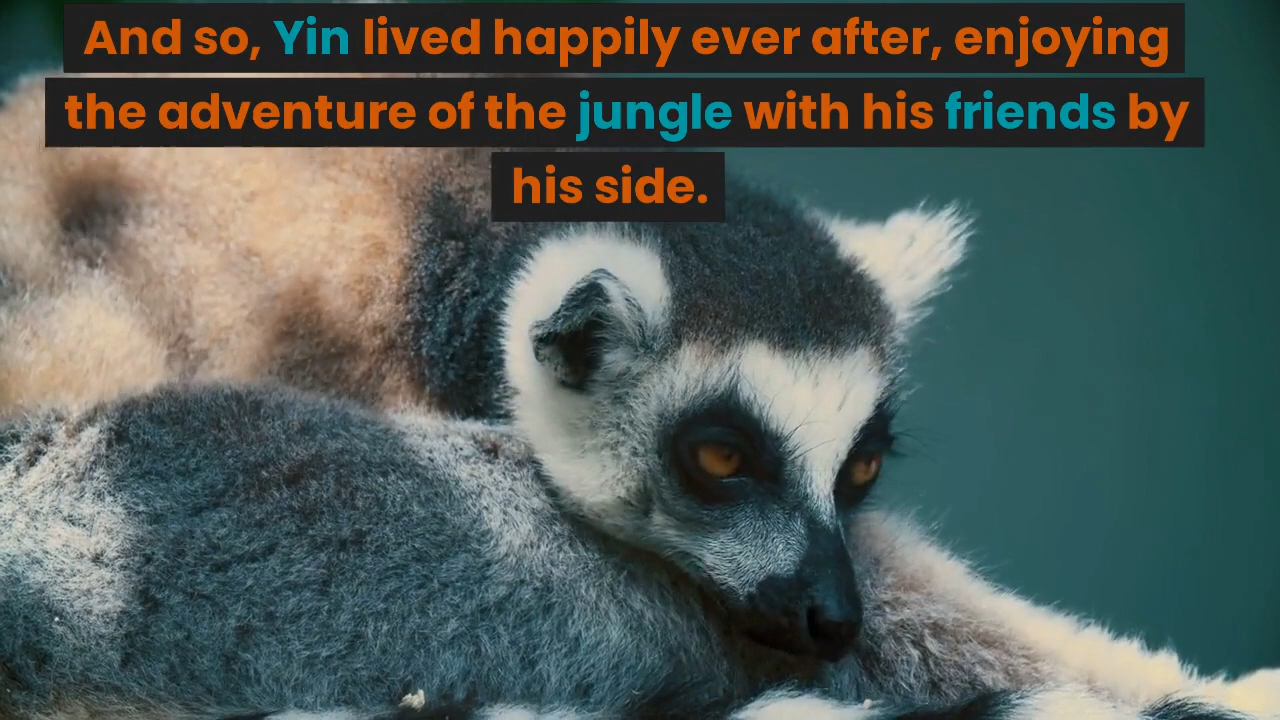 And so, Yin lived happily ever after, enjoying
the adventure of the jungle with his friends by
his side.